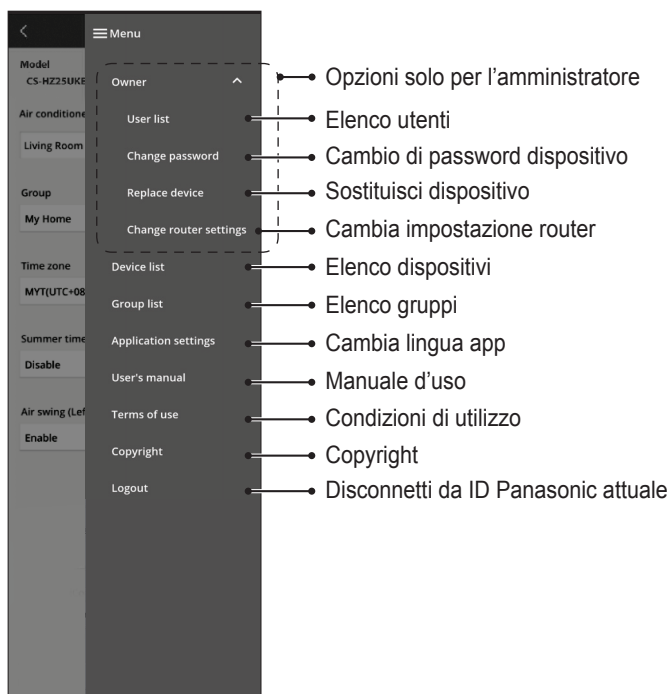 Menu
Model
CS-HZ25UKE
Air conditione
Living Room
Group
My Home
Time zone
MYT(UTC+08
Summer time
Disable
Air swing (Lef
Enable
Owner
User list
Change password
Replace device
Change router settings
Device list
Group list
Application settings
User's manual
Terms of use
Copyright
Logout
Opzioni solo per l’amministratore
Elenco utenti
Cambio di password dispositivo
Sostituisci dispositivo
Cambia impostazione router
Elenco dispositivi
Elenco gruppi
Cambia lingua app
Manuale d’uso
Condizioni di utilizzo
Copyright
Disconnetti da ID Panasonic attuale